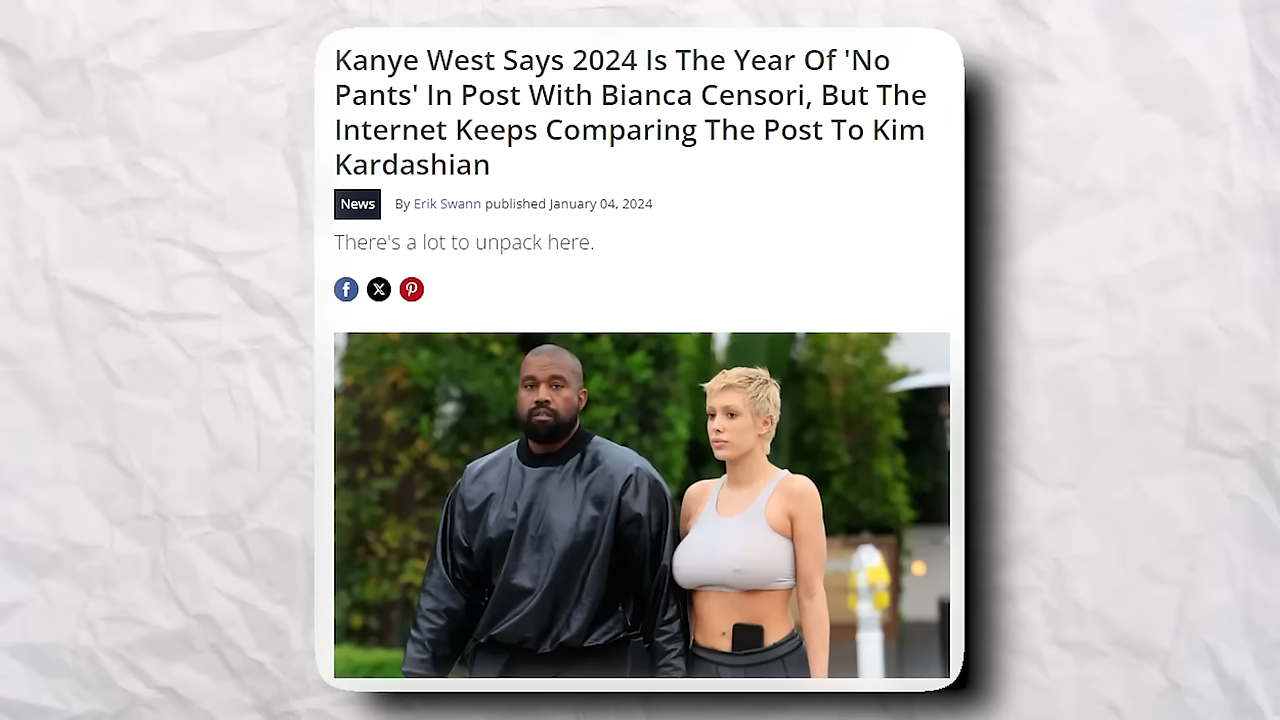 Kanye West Says 2024 Is The Year Of 'No
Pants' In Post With Bianca Censori, But The
Internet Keeps Comparing The Post To Kim
Kardashian
News By Erik Swann published January 04, 2024
There's a lot to unpack here.